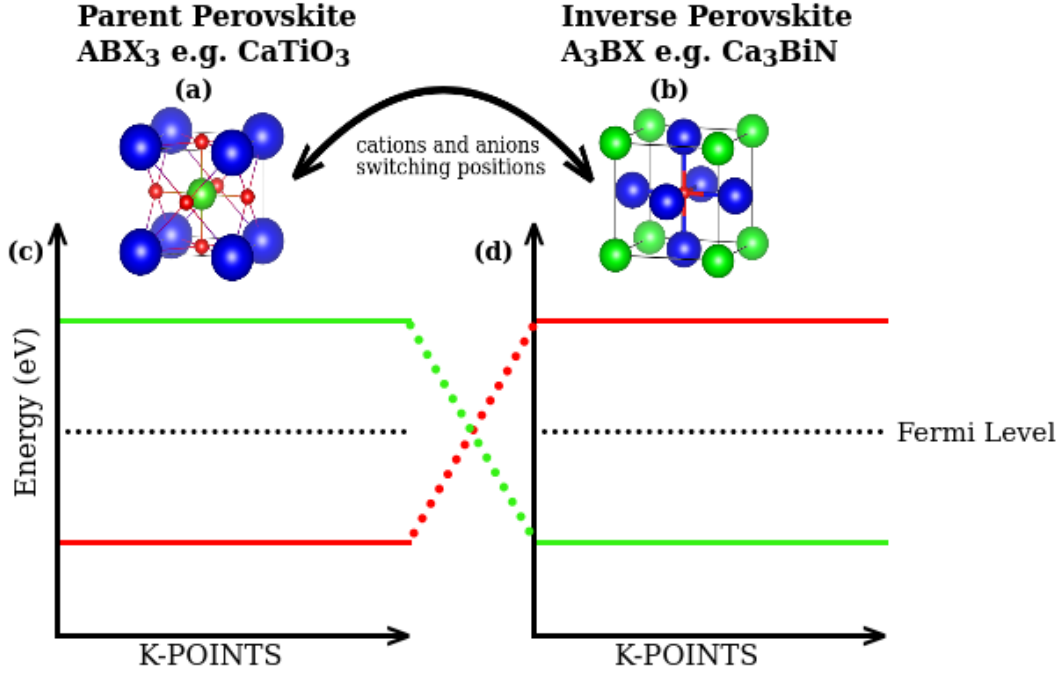 Parent Perovskite
ABX₃ e.g. CaTiO₃
(a)
Inverse Perovskite
A₃BX e.g. Ca₃BiN
(b)
cations and anions
switching positions
(c)
(d)
Energy (eV)
Fermi Level
K-POINTS
K-POINTS